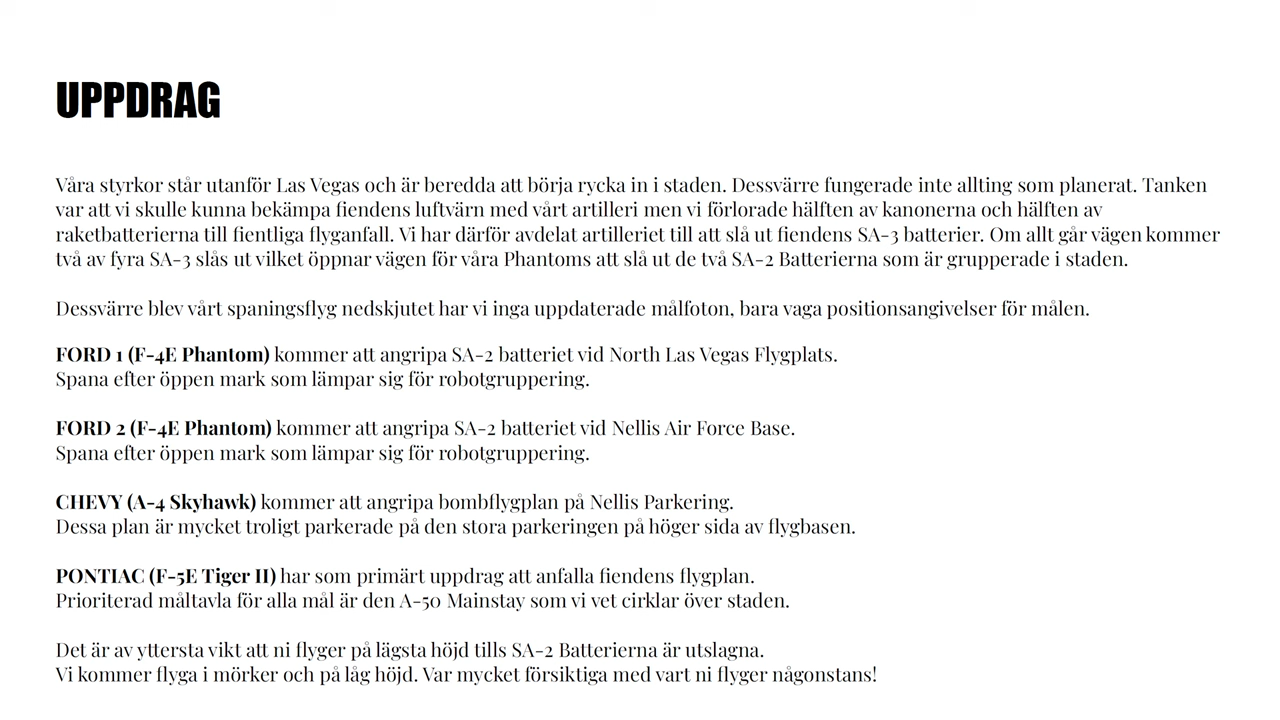 UPPDRAG
Våra styrkor står utanför Las Vegas och är beredda att börja rycka in i staden. Dessvärre fungerade inte allting som planerat. Tanken
var att vi skulle kunna bekämpa fiendens luftvärn med vårt artilleri men vi förlorade hälften av kanonerna och hälften av
raketbatterierna till fientliga flyganfall. Vi har därför avdelat artilleriet till att slå ut fiendens SA-3 batterier. Om allt går vägen kommer
två av fyra SA-3 slås ut vilket öppnar vägen för våra Phantoms att slå ut de två SA-2 Batterierna som är grupperade i staden.
Dessvärre blev vårt spaningsflyg nedskjutet har vi inga uppdaterade målfoton, bara vaga positionsangivelser för målen.
FORD 1 (F-4E Phantom) kommer att angripa SA-2 batteriet vid North Las Vegas Flygplats.
Spana efter öppen mark som lämpar sig för robotgruppering.
FORD 2 (F-4E Phantom) kommer att angripa SA-2 batteriet vid Nellis Air Force Base.
Spana efter öppen mark som lämpar sig för robotgruppering.
CHEVY (A-4 Skyhawk) kommer att angripa bombflygplan på Nellis Parkering.
Dessa plan är mycket troligt parkerade på den stora parkeringen på höger sida av flygbasen.
PONTIAC (F-5E Tiger II) har som primärt uppdrag att anfalla fiendens flygplan.
Prioriterad måltavla för alla mål är den A-50 Mainstay som vi vet cirklar över staden.
Det är av yttersta vikt att ni flyger på lägsta höjd tills SA-2 Batterierna är utslagna.
Vi kommer flyga i mörker och på låg höjd. Var mycket försiktiga med vart ni flyger någonstans!